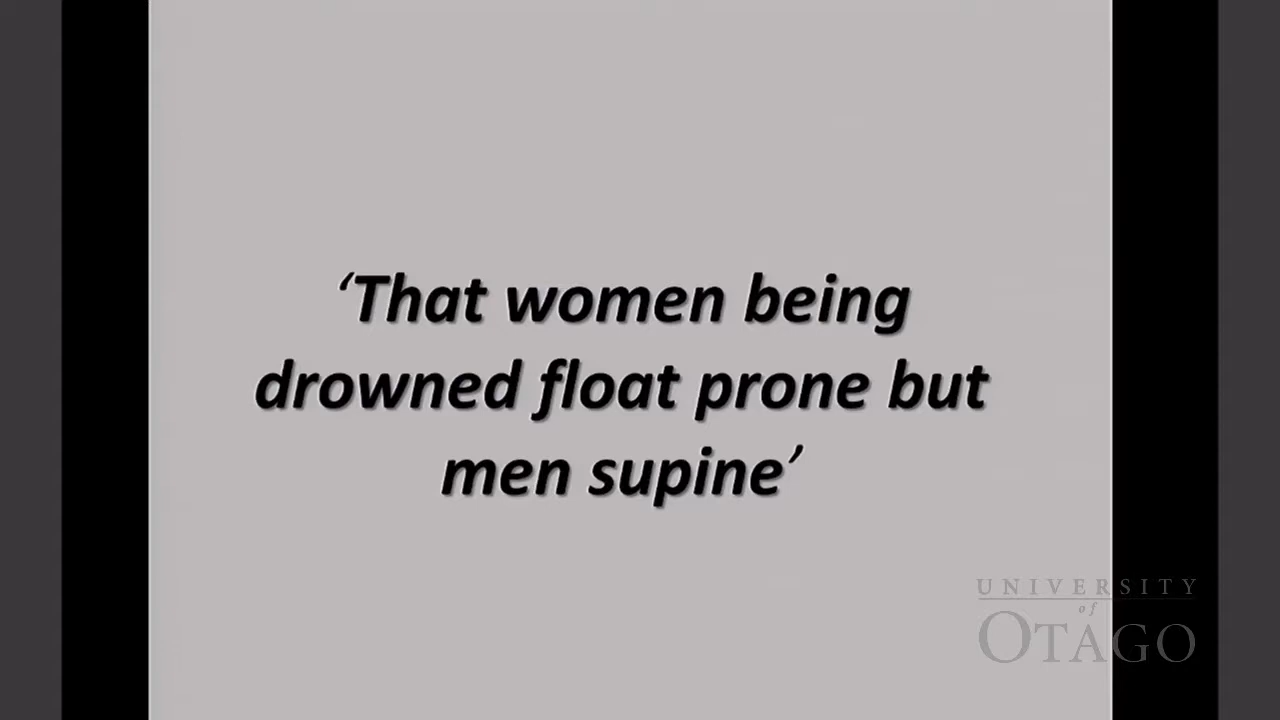 ‘That women being
drowned float prone but
men supine’
UNIVERSITY
of
OTAGO